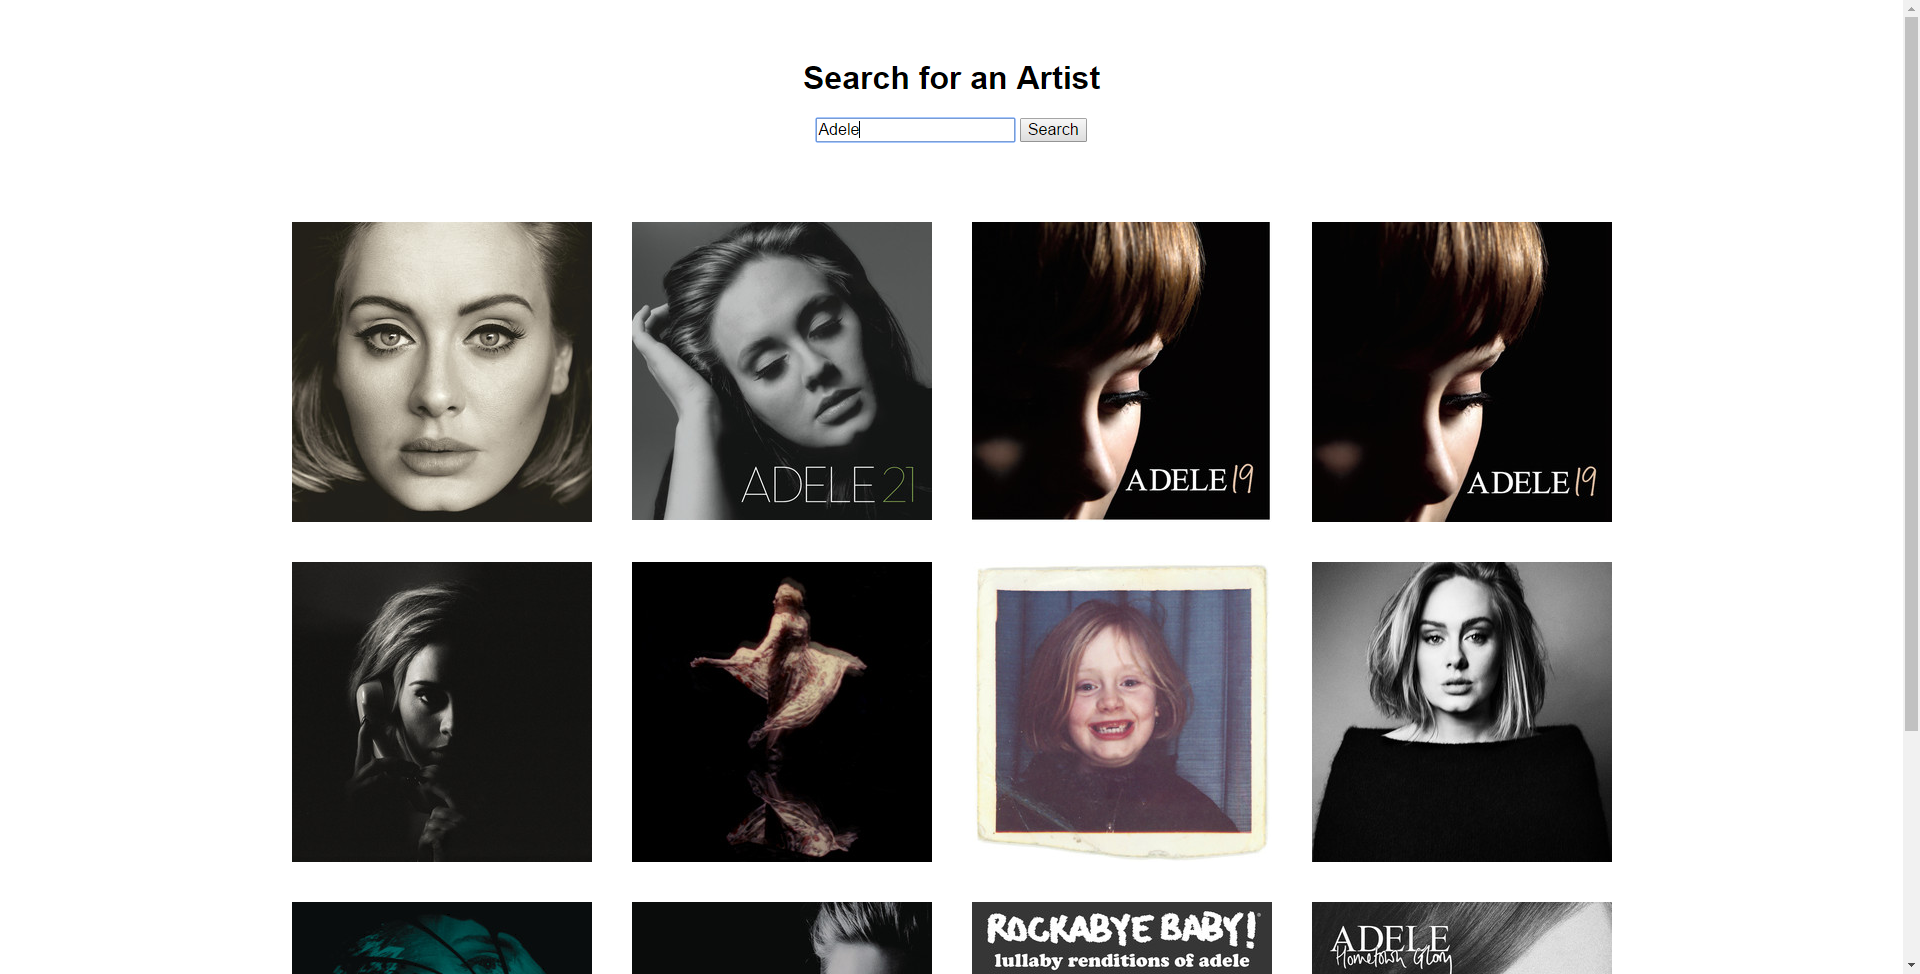 Search for an Artist
Adele
Search
ADELE 21
ADELE 19
ADELE 19
ROCKABYE BABY!
lullaby renditions of adele
ADELE
Hometown Glory